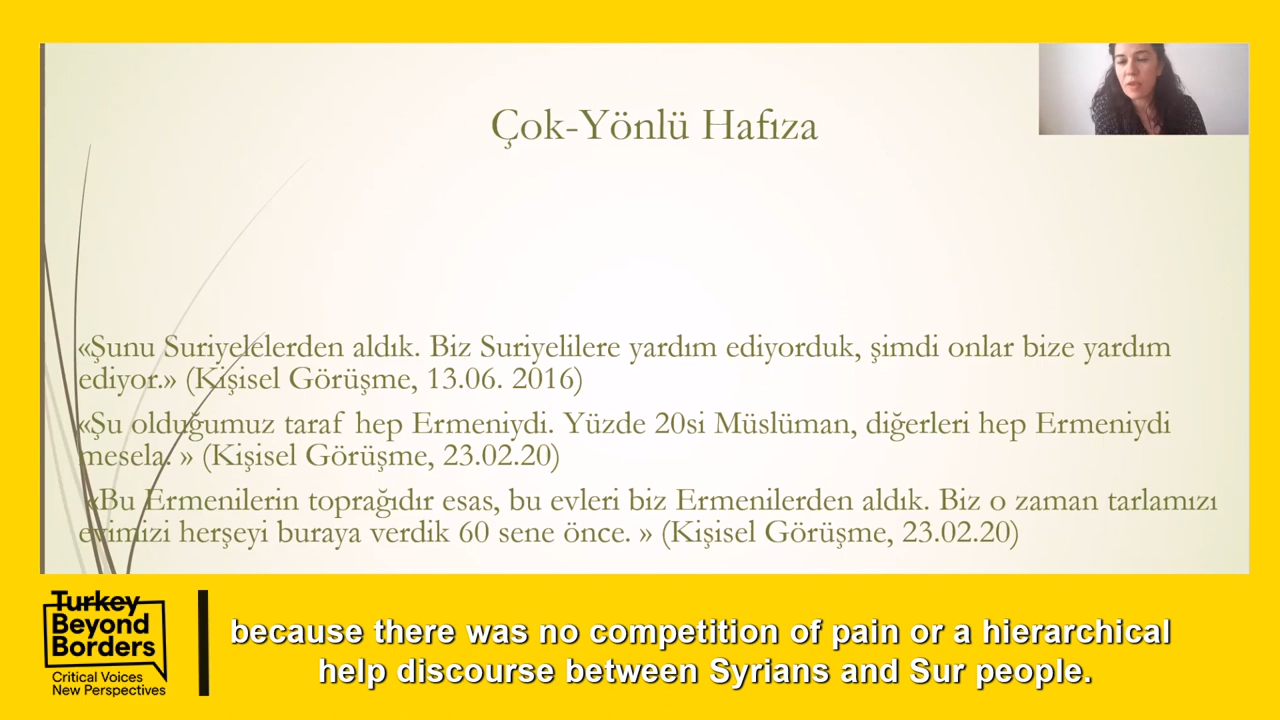 Çok-Yönlü Hafıza
«Şunu Suriyelelerden aldık. Biz Suriyelilere yardım ediyorduk, şimdi onlar bize yardım
ediyor.» (Kişisel Görüşme, 13.06. 2016)
«Şu olduğumuz taraf hep Ermeniydi. Yüzde 20si Müslüman, diğerleri hep Ermeniydi
mesela. » (Kişisel Görüşme, 23.02.20)
«Bu Ermenilerin toprağıdır esas, bu evleri biz Ermenilerden aldık. Biz o zaman tarlamızı
evimizi herşeyi buraya verdik 60 sene önce. » (Kişisel Görüşme, 23.02.20)
Turkey
Beyond
Borders
Critical Voices
New Perspectives
because there was no competition of pain or a hierarchical
help discourse between Syrians and Sur people.